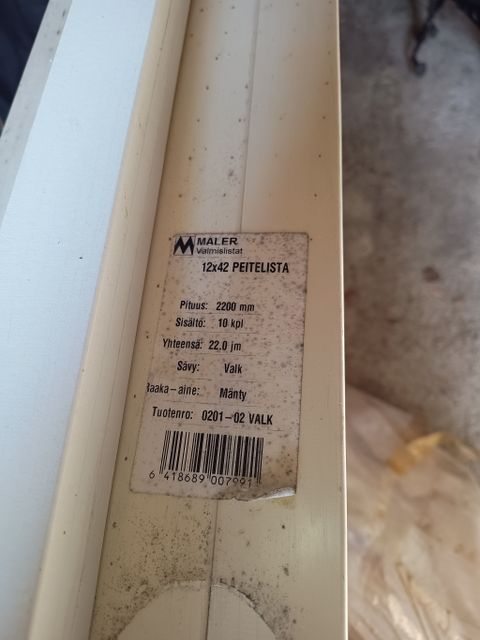 MALER
Valmislistat
12x42 PEITELISTA
Pituus: 2200 mm
Sisältö: 10 kpl
Yhteensä: 22.0 jm
Sävy: Valk
Raaka-aine: Mänty
Tuotenro: 0201-02 VALK
6 418689 007991